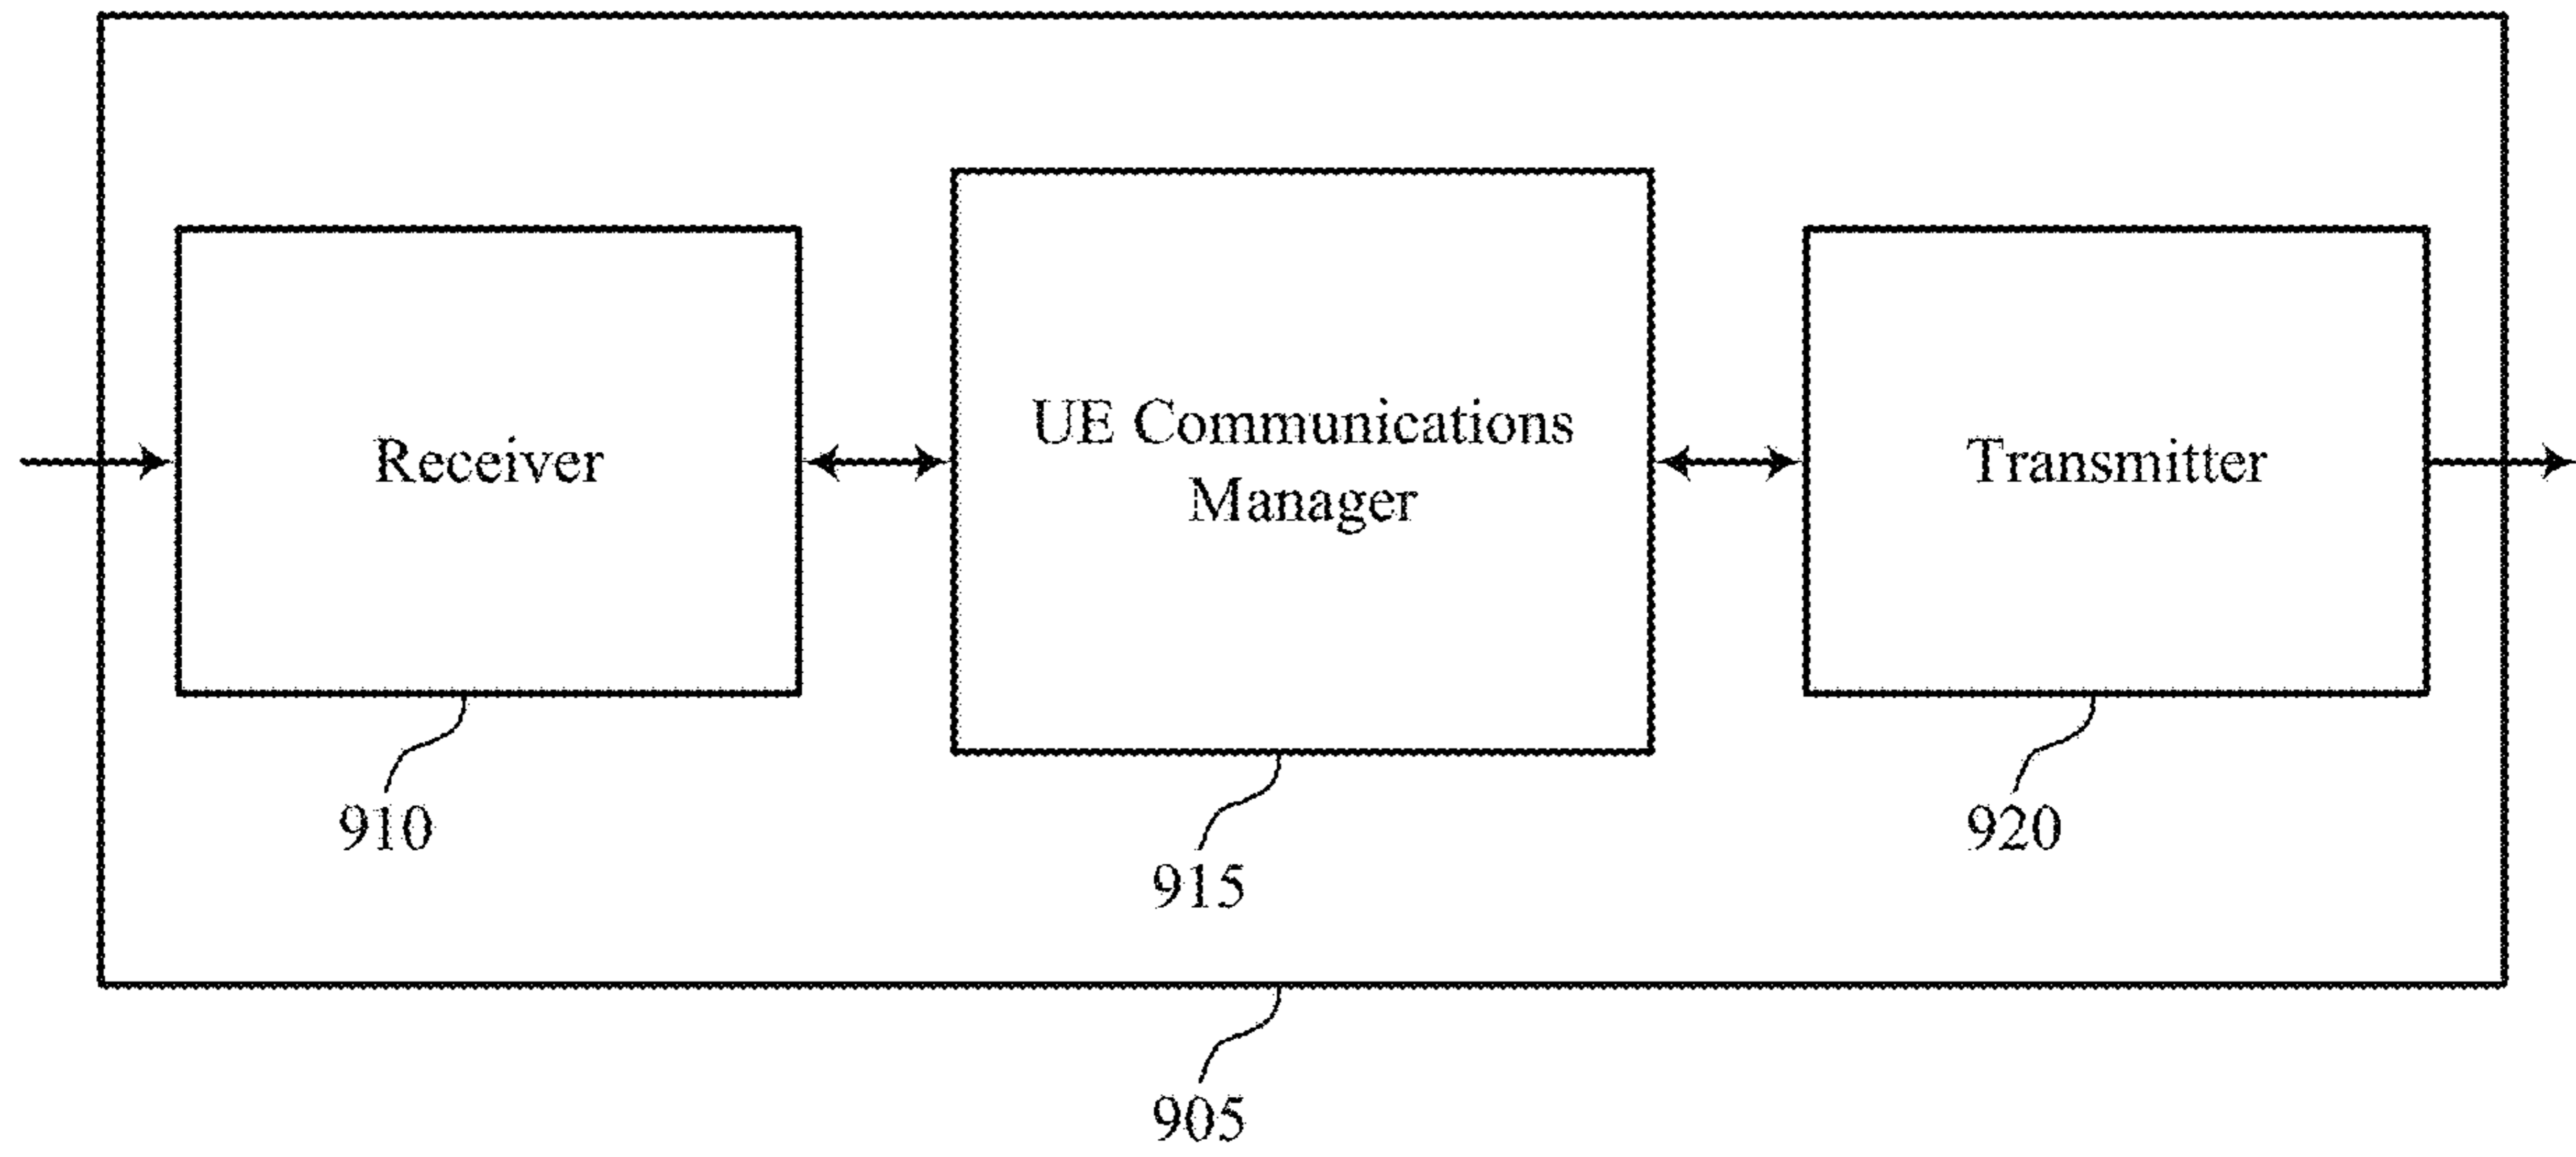 Receiver
UE Communications
Manager
Transmitter
910
915
920
905